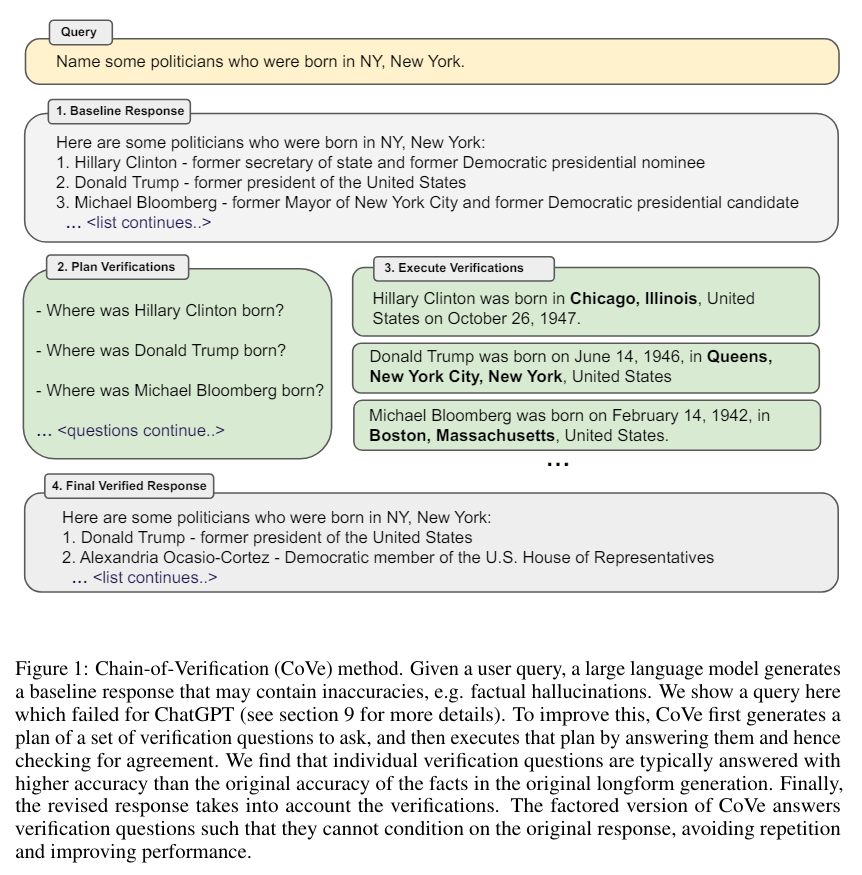 Query
Name some politicians who were born in NY, New York.
1. Baseline Response
Here are some politicians who were born in NY, New York:
1. Hillary Clinton - former secretary of state and former Democratic presidential nominee
2. Donald Trump - former president of the United States
3. Michael Bloomberg - former Mayor of New York City and former Democratic presidential candidate
... <list continues..>
2. Plan Verifications
- Where was Hillary Clinton born?
- Where was Donald Trump born?
- Where was Michael Bloomberg born?
... <questions continue..>
3. Execute Verifications
Hillary Clinton was born in Chicago, Illinois, United
States on October 26, 1947.
Donald Trump was born on June 14, 1946, in Queens,
New York City, New York, United States
Michael Bloomberg was born on February 14, 1942, in
Boston, Massachusetts, United States.
...
4. Final Verified Response
Here are some politicians who were born in NY, New York:
1. Donald Trump - former president of the United States
2. Alexandria Ocasio-Cortez - Democratic member of the U.S. House of Representatives
... <list continues..>
Figure 1: Chain-of-Verification (CoVe) method. Given a user query, a large language model generates
a baseline response that may contain inaccuracies, e.g. factual hallucinations. We show a query here
which failed for ChatGPT (see section 9 for more details). To improve this, CoVe first generates a
plan of a set of verification questions to ask, and then executes that plan by answering them and hence
checking for agreement. We find that individual verification questions are typically answered with
higher accuracy than the original accuracy of the facts in the original longform generation. Finally,
the revised response takes into account the verifications. The factored version of CoVe answers
verification questions such that they cannot condition on the original response, avoiding repetition
and improving performance.